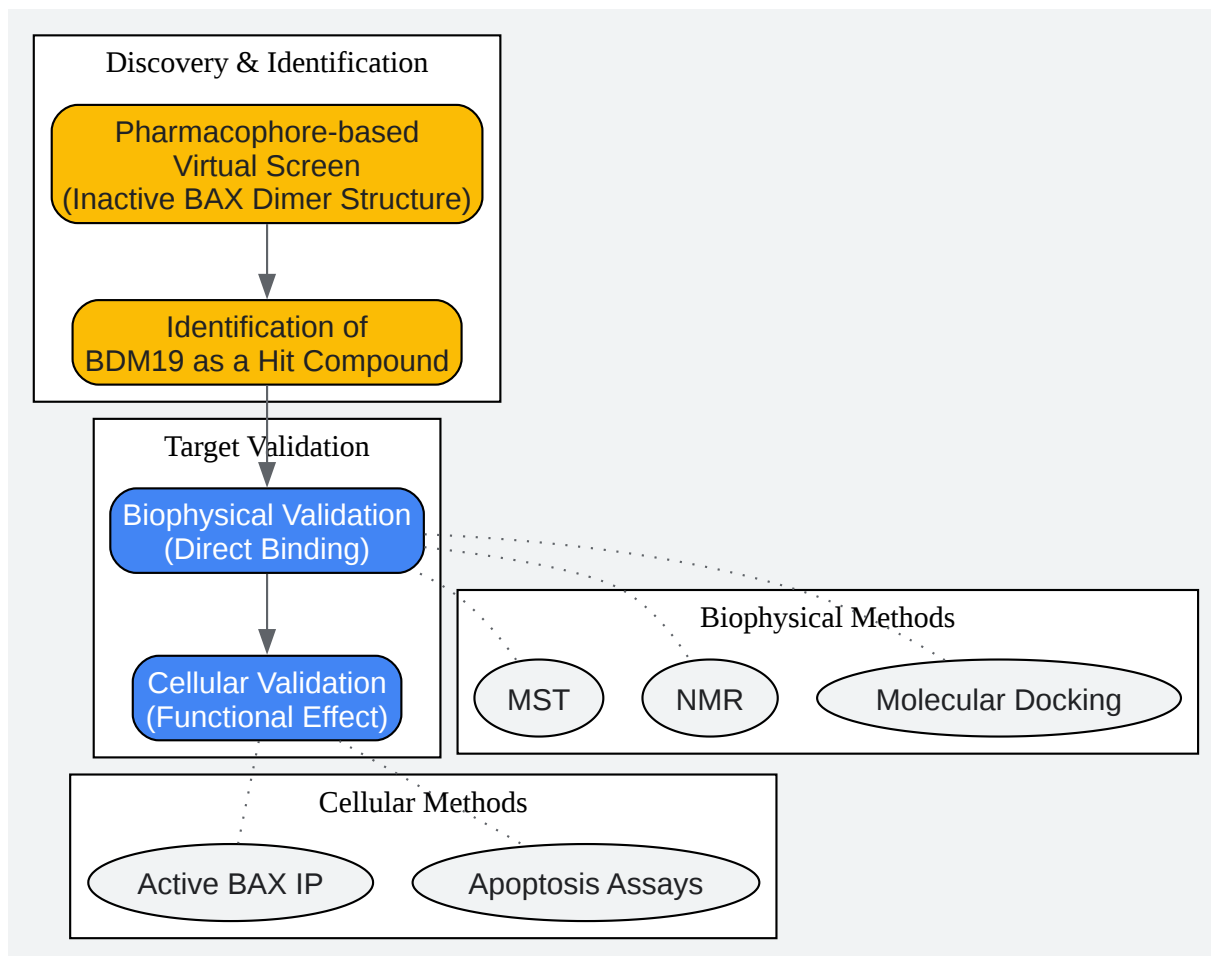 Discovery & Identification
Pharmacophore-based
Virtual Screen
(Inactive BAX Dimer Structure)
Identification of
BDM19 as a Hit Compound
Target Validation
Biophysical Validation
(Direct Binding)
Cellular Validation
(Functional Effect)
Biophysical Methods
MST
NMR
Molecular Docking
Cellular Methods
Active BAX IP
Apoptosis Assays